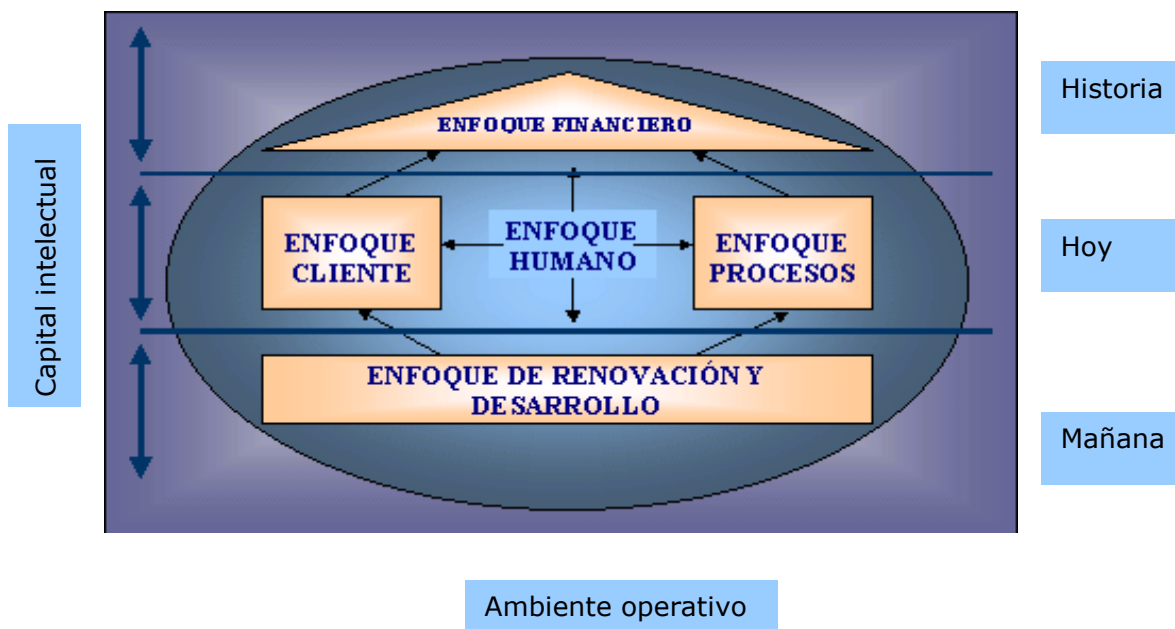 Historia
ENFOQUE FINANCIERO
Capital intelectual
ENFOQUE
CLIENTE
ENFOQUE
HUMANO
ENFOQUE
PROCESOS
Hoy
ENFOQUE DE RENOVACIÓN Y
DESARROLLO
Mañana
Ambiente operativo